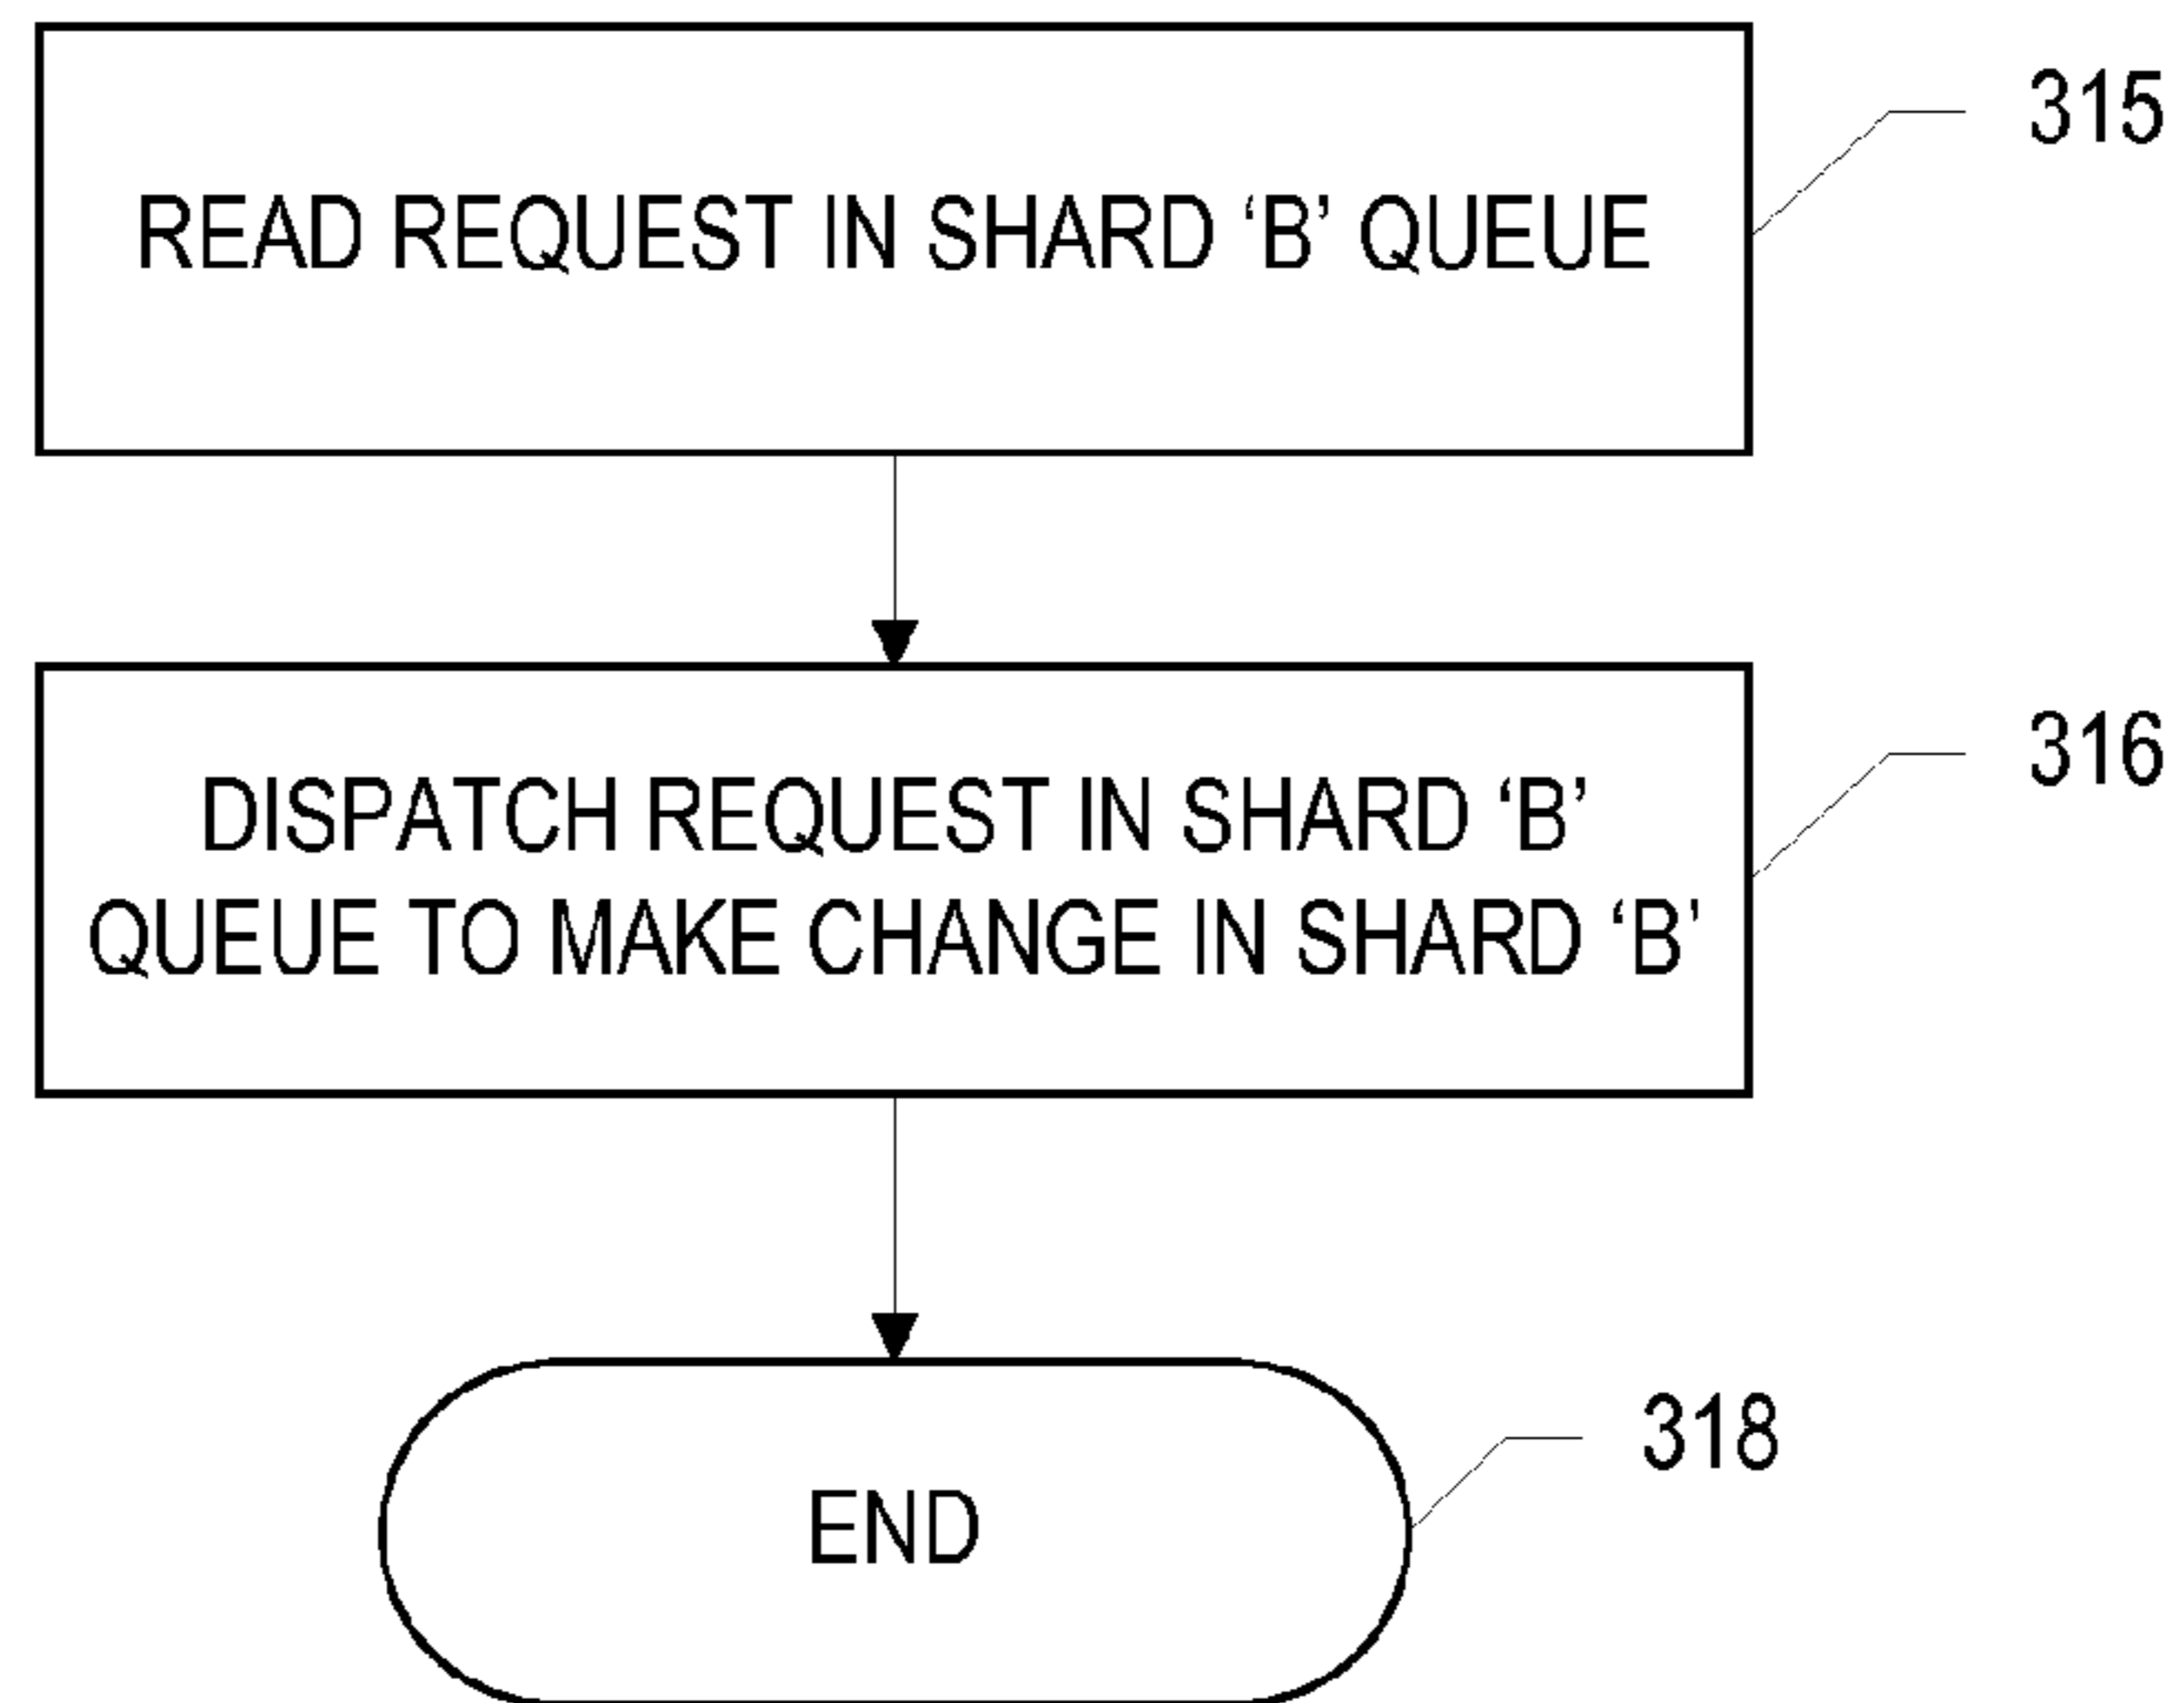 315
READ REQUEST IN SHARD ‘B’ QUEUE
316
DISPATCH REQUEST IN SHARD ‘B’
QUEUE TO MAKE CHANGE IN SHARD ‘B’
318
END